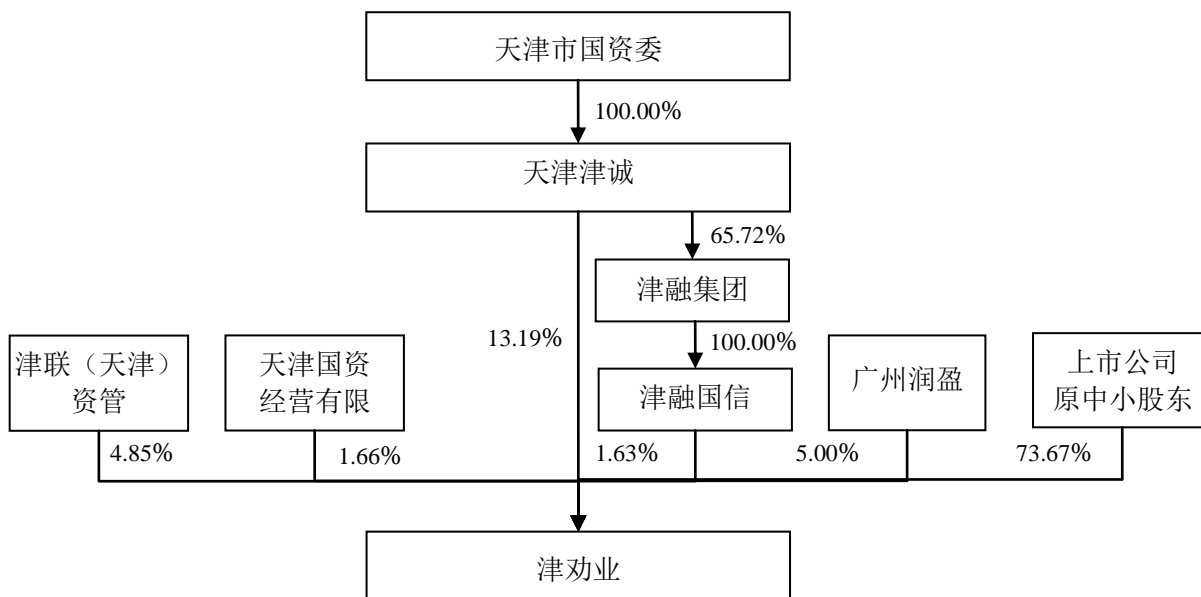 天津市国资委
100.00%
天津津诚
65.72%
津融集团
13.19%
100.00%
津联（天津）
资管
天津国资
经营有限
津融国信
广州润盈
上市公司
原中小股东
4.85%
1.66%
1.63%
5.00%
73.67%
津劝业